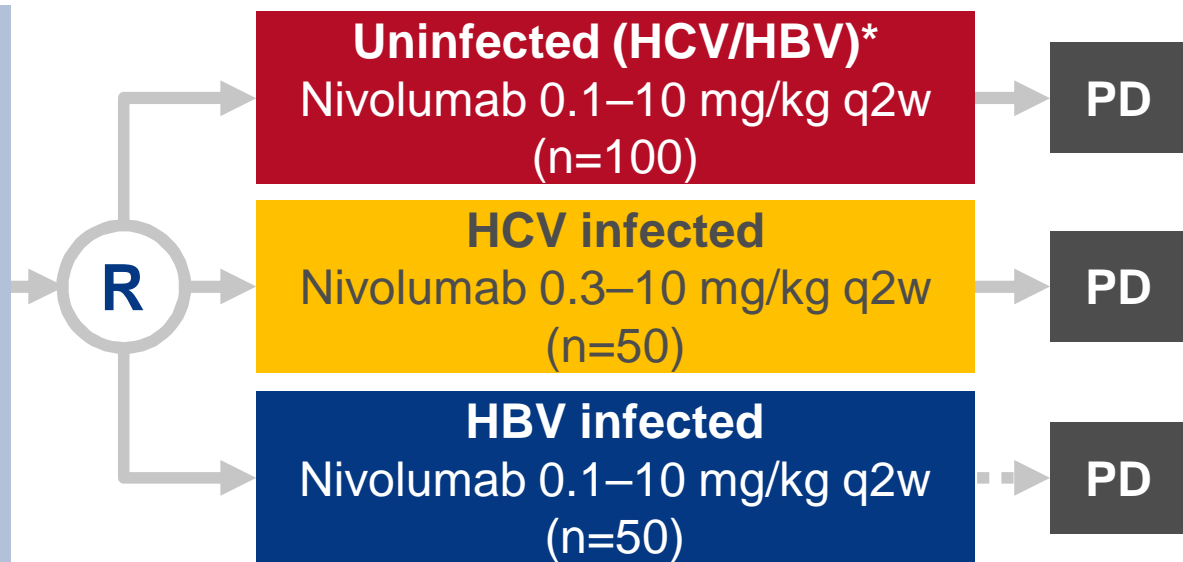 Uninfected (HCV/HBV)*
Nivolumab 0.1–10 mg/kg q2w
(n=100)
PD
R
HCV infected
Nivolumab 0.3–10 mg/kg q2w
(n=50)
PD
HBV infected
Nivolumab 0.1–10 mg/kg q2w
(n=50)
PD